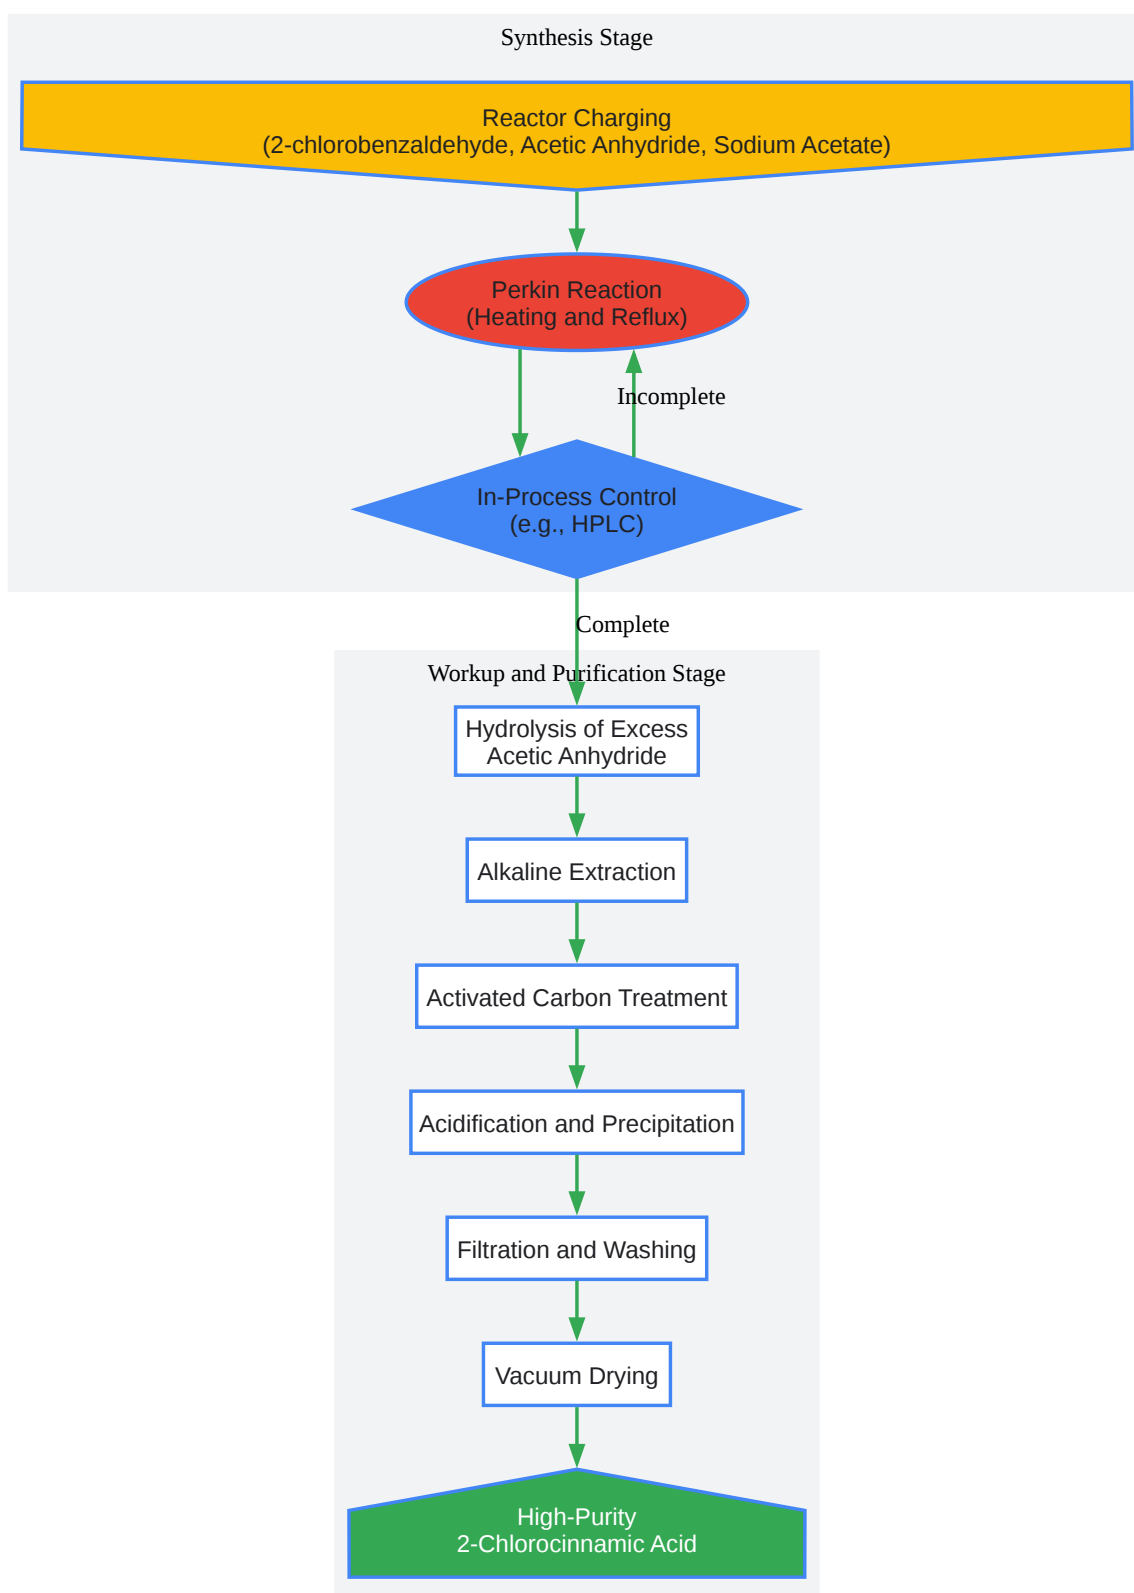 Synthesis Stage
Reactor Charging
(2-chlorobenzaldehyde, Acetic Anhydride, Sodium Acetate)
Perkin Reaction
(Heating and Reflux)
Incomplete
In-Process Control
(e.g., HPLC)
Complete
Workup and Purification Stage
Hydrolysis of Excess
Acetic Anhydride
Alkaline Extraction
Activated Carbon Treatment
Acidification and Precipitation
Filtration and Washing
Vacuum Drying
High-Purity
2-Chlorocinnamic Acid